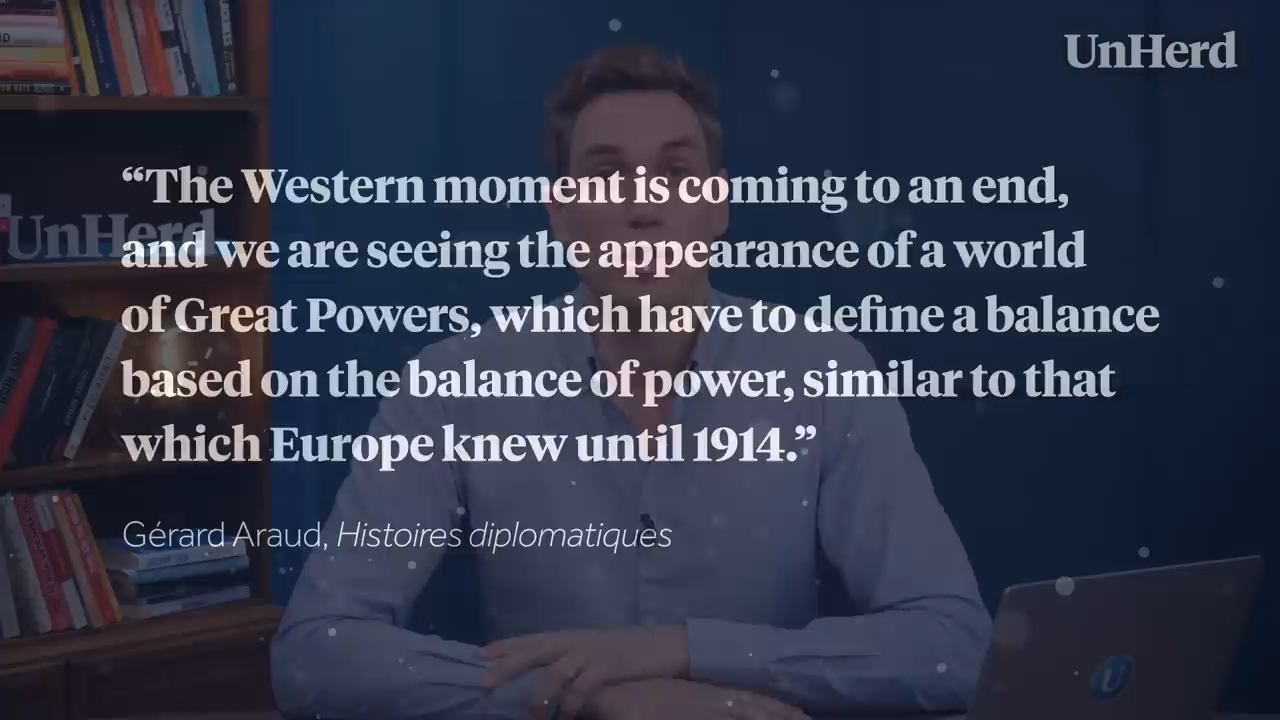 UnHerd
UnHerd
“The Western moment is coming to an end,
and we are seeing the appearance of a world
of Great Powers, which have to define a balance
based on the balance of power, similar to that
which Europe knew until 1914.”
Gérard Araud, Histoires diplomatiques